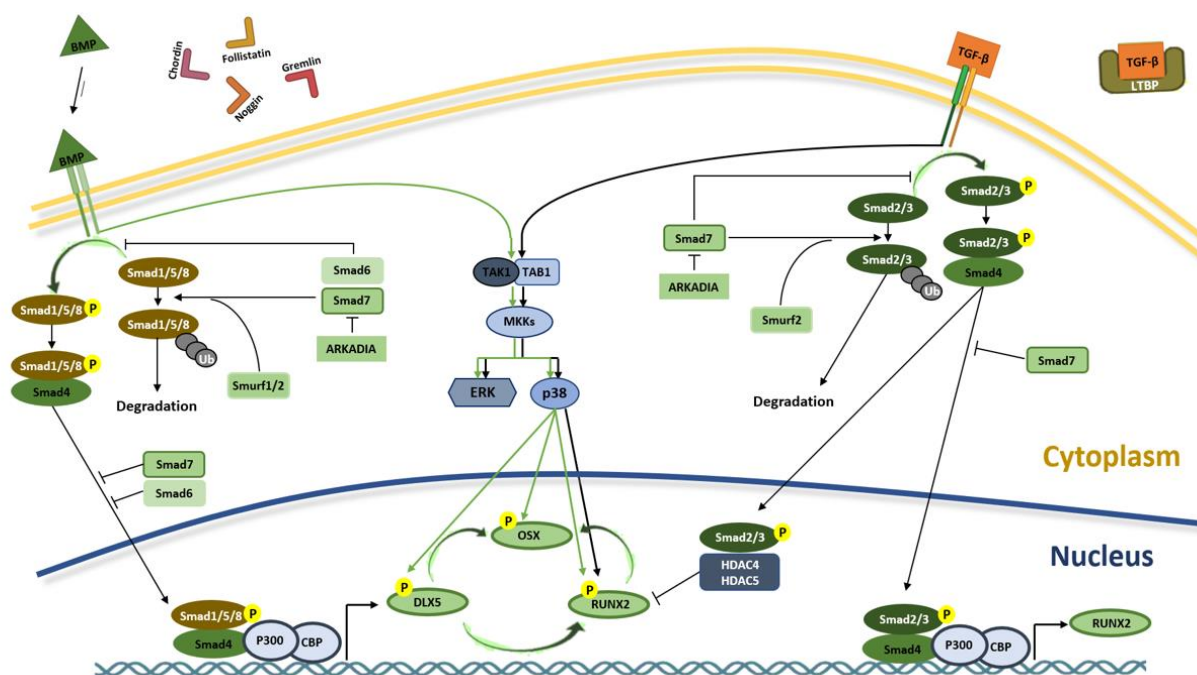 BMP
Chordin
Follistatin
Gremlin
Noggin
TGF-β
TGF-β
LTBP
BMP
Smad1/5/8
Smad1/5/8
P
Smad1/5/8
Ub
Smad1/5/8
P
Smad4
Degradation
Smad6
Smad7
ARKADIA
Smurf1/2
Smad7
Smad6
TAK1
TAB1
MKKs
ERK
p38
Smad2/3
Smad2/3
P
Smad7
Smad2/3
Ub
Smad2/3
P
Smad4
ARKADIA
Smurf2
Smad7
Degradation
Cytoplasm
Nucleus
P
OSX
P
DLX5
P
RUNX2
Smad2/3
P
HDAC4
HDAC5
Smad1/5/8
P
Smad4
P300
CBP
Smad2/3
P
Smad4
P300
CBP
RUNX2